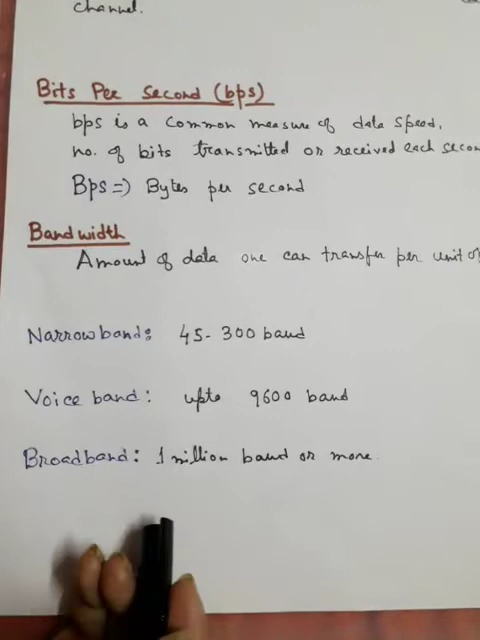 channel.
Bits Per Second (bps)
bps is a common measure of data speed.
no. of bits transmitted or received each secon
Bps => Bytes per second
Bandwidth
Amount of data one can transfer per unit of
Narrowband: 45-300 baud
Voice band: upto 9600 baud
Broadband: 1 million baud or more.